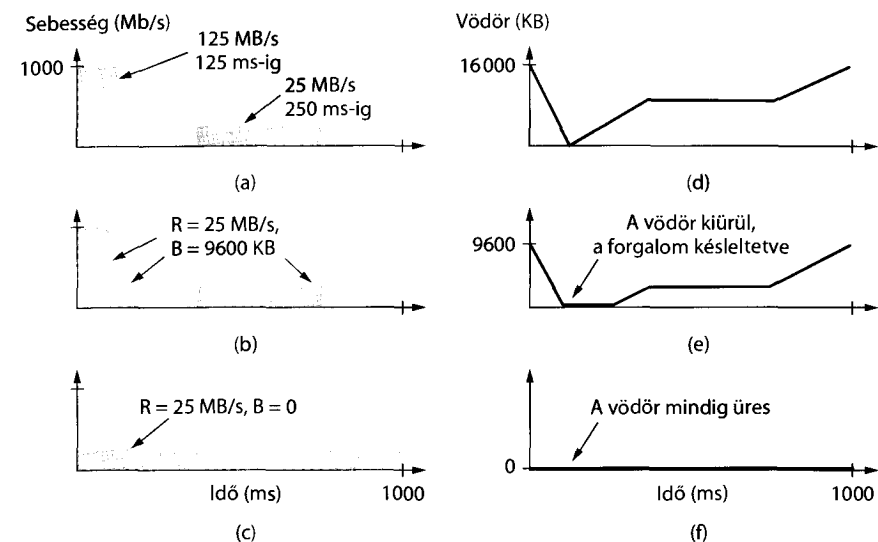 Sebesség (Mb/s)
1000
125 MB/s
125 ms-ig
25 MB/s
250 ms-ig
(a)
Vödör (KB)
16000
(d)
R = 25 MB/s,
B = 9600 KB
(b)
9600
A vödör kiürül,
a forgalom késleltetve
(e)
R = 25 MB/s, B = 0
Idő (ms)
1000
(c)
A vödör mindig üres
0
Idő (ms)
1000
(f)